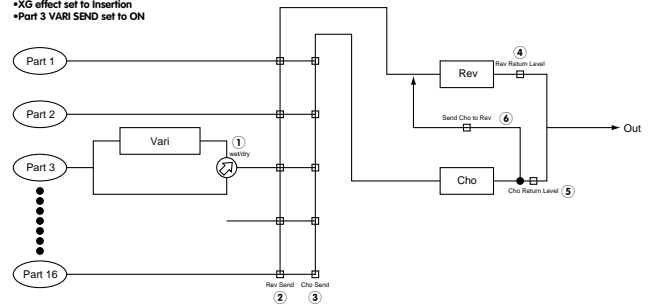 •XG effect set to Insertion
•Part 3 VARI SEND set to ON
Part 1
Part 2
Part 3
Part 16
Vari
①
wet/dry
Rev Send
②
Cho Send
③
Rev
④
Rev Return Level
Send Cho to Rev
⑥
Cho
Cho Return Level
⑤
Out